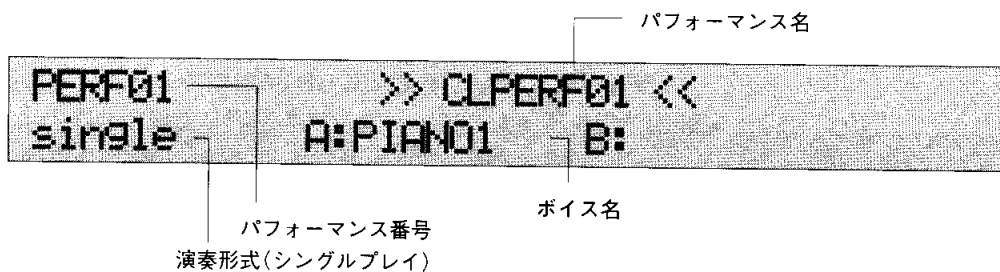 パフォーマンス名
PERF01 >> CLPERF01 <<
single A:PIANO1 B:
ボイス名
パフォーマンス番号
演奏形式(シングルプレイ)